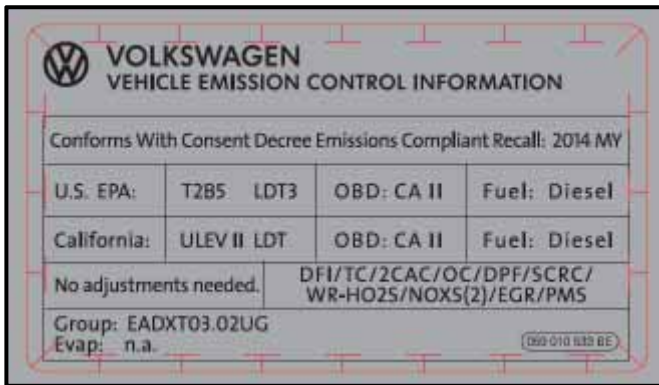 VOLKSWAGEN
VEHICLE EMISSION CONTROL INFORMATION
Conforms With Consent Decree Emissions Compliant Recall: 2014 MY
U.S. EPA: T2B5 LDT3 OBD: CA II Fuel: Diesel
California: ULEV II LDT OBD: CA II Fuel: Diesel
No adjustments needed.
DFI/TC/2CAC/OC/DPF/SCRC/
WR-HO2S/NOXS(2)/EGR/PMS
Group: EADXT03.02UG
Evap: n.a.